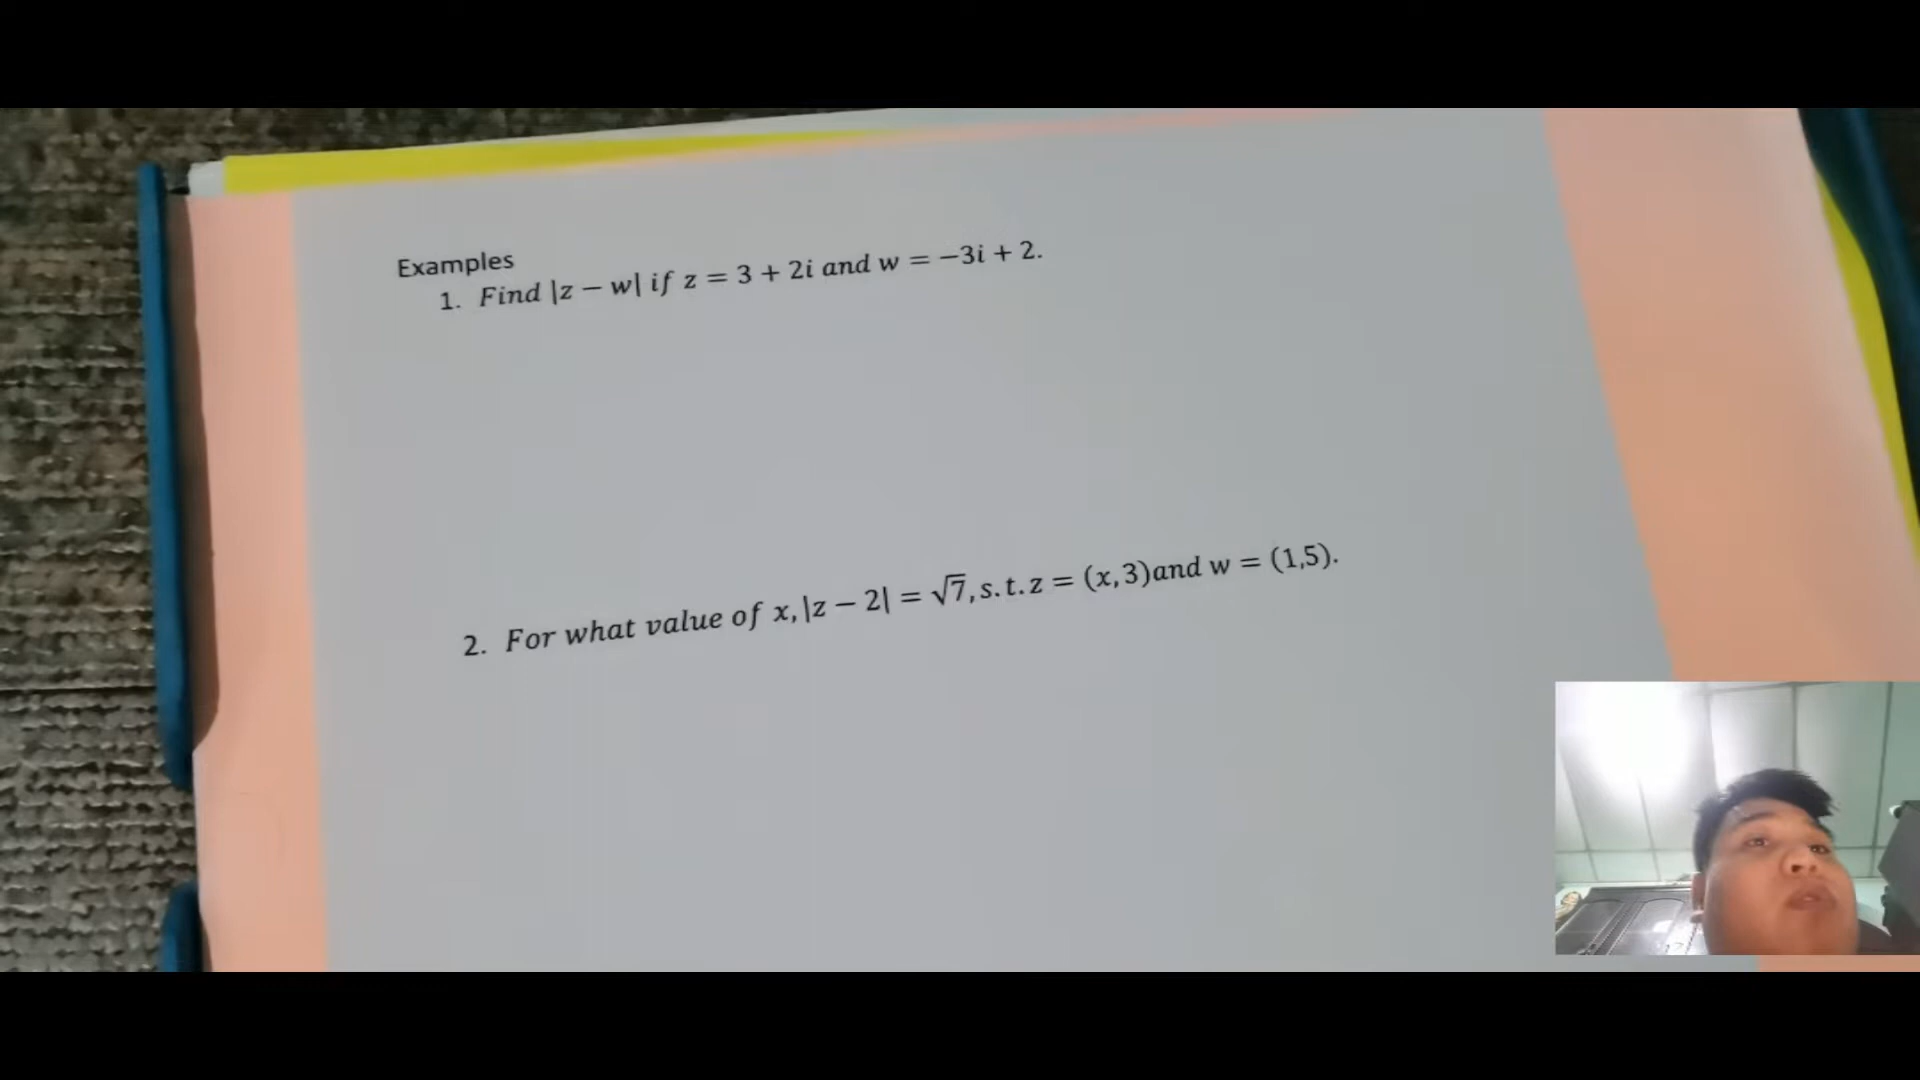 Examples
1. Find |z − w| if z = 3 + 2i and w = −3i + 2.
2. For what value of x, |z − 2| = √7, s. t. z = (x, 3)and w = (1,5).